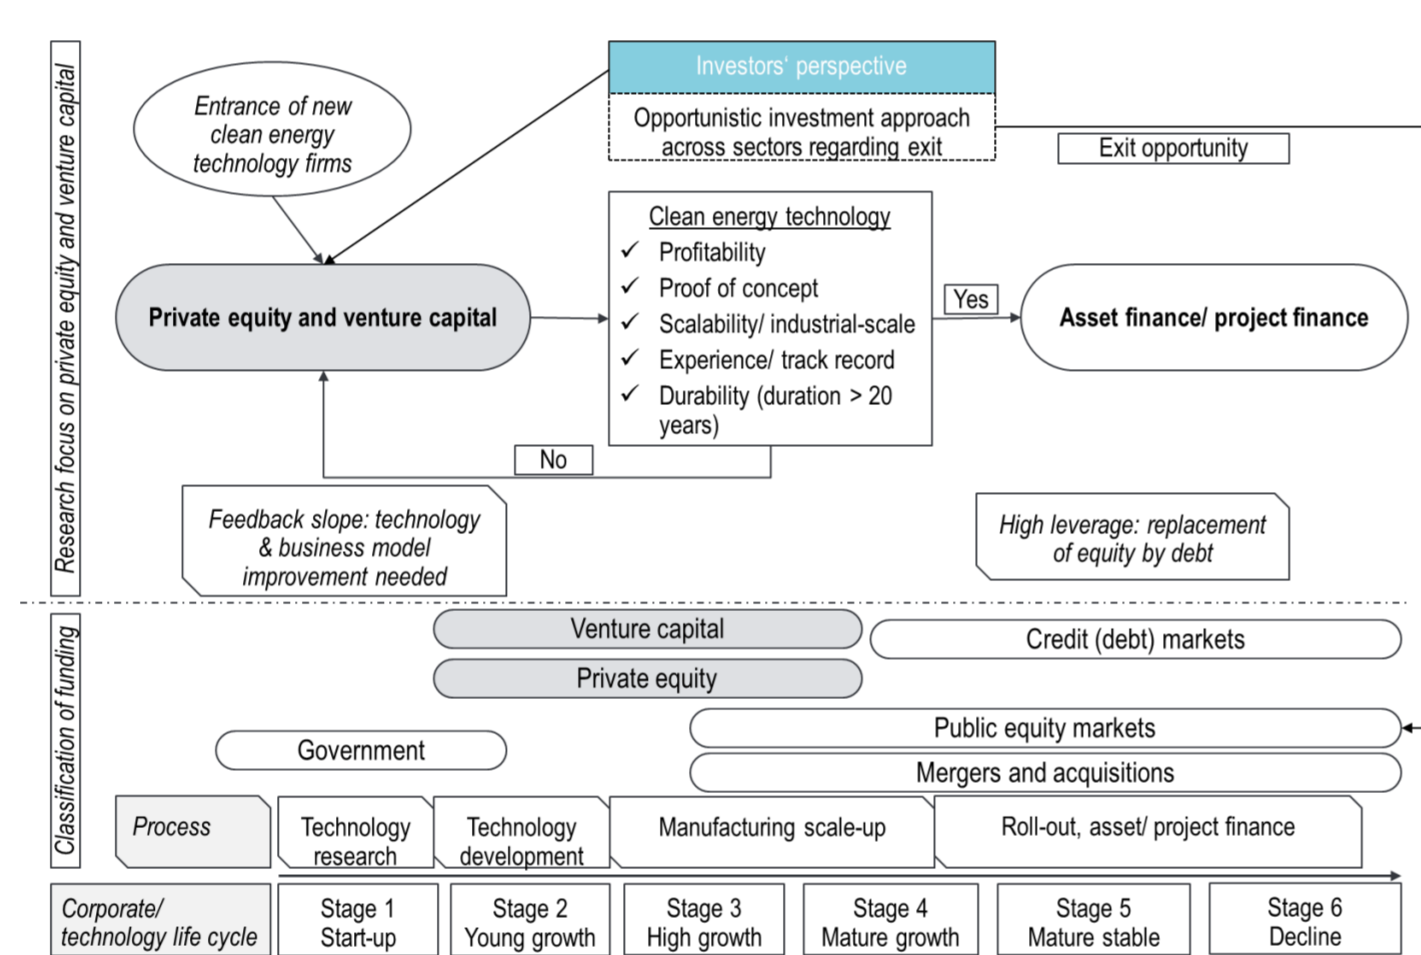 Research focus on private equity and venture capital
Entrance of new
clean energy
technology firms
Investors‘ perspective
Opportunistic investment approach
across sectors regarding exit
Exit opportunity
Private equity and venture capital
Clean energy technology
✓ Profitability
✓ Proof of concept
✓ Scalability/ industrial-scale
✓ Experience/ track record
✓ Durability (duration > 20
years)
Yes
Asset finance/ project finance
No
Feedback slope: technology
& business model
improvement needed
High leverage: replacement
of equity by debt
Classification of funding
Venture capital
Credit (debt) markets
Private equity
Public equity markets
Government
Mergers and acquisitions
Process
Technology
research
Technology
development
Manufacturing scale-up
Roll-out, asset/ project finance
Corporate/
technology life cycle
Stage 1
Start-up
Stage 2
Young growth
Stage 3
High growth
Stage 4
Mature growth
Stage 5
Mature stable
Stage 6
Decline